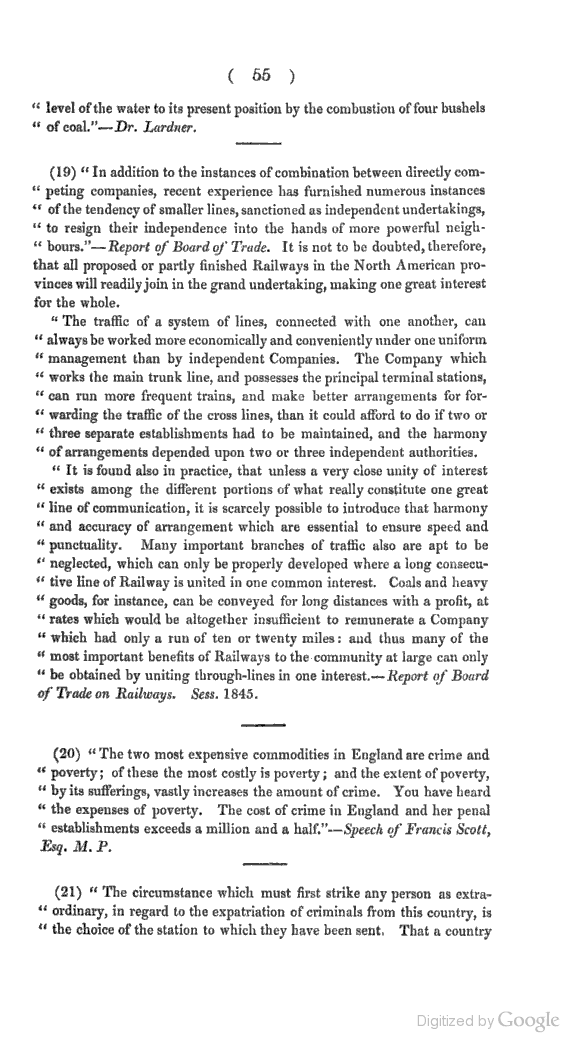 ( 55 )
“ level of the water to its present position by the combustion of four bushels
“ of coal.”—Dr. Lardner.
(19) “ In addition to the instances of combination between directly com-
“ peting companies, recent experience has furnished numerous instances
“ of the tendency of smaller lines, sanctioned as independent undertakings,
“ to resign their independence into the hands of more powerful neigh-
“ bours.”—Report of Board of Trade. It is not to be doubted, therefore,
that all proposed or partly finished Railways in the North American pro-
vinces will readily join in the grand undertaking, making one great interest
for the whole.
“ The traffic of a system of lines, connected with one another, can
“ always be worked more economically and conveniently under one uniform
“ management than by independent Companies. The Company which
“ works the main trunk line, and possesses the principal terminal stations,
“ can run more frequent trains, and make better arrangements for for-
“ warding the traffic of the cross lines, than it could afford to do if two or
“ three separate establishments had to be maintained, and the harmony
“ of arrangements depended upon two or three independent authorities.
“ It is found also in practice, that unless a very close unity of interest
“ exists among the different portions of what really constitute one great
“ line of communication, it is scarcely possible to introduce that harmony
“ and accuracy of arrangement which are essential to ensure speed and
“ punctuality. Many important branches of traffic also are apt to be
“ neglected, which can only be properly developed where a long consecu-
“ tive line of Railway is united in one common interest. Coals and heavy
“ goods, for instance, can be conveyed for long distances with a profit, at
“ rates which would be altogether insufficient to remunerate a Company
“ which had only a run of ten or twenty miles: and thus many of the
“ most important benefits of Railways to the community at large can only
“ be obtained by uniting through-lines in one interest.—Report of Board
of Trade on Railways. Sess. 1845.
(20) “ The two most expensive commodities in England are crime and
“ poverty; of these the most costly is poverty; and the extent of poverty,
“ by its sufferings, vastly increases the amount of crime. You have heard
“ the expenses of poverty. The cost of crime in England and her penal
“ establishments exceeds a million and a half.”—Speech of Francis Scott,
Esq. M. P.
(21) “ The circumstance which must first strike any person as extra-
“ ordinary, in regard to the expatriation of criminals from this country, is
“ the choice of the station to which they have been sent. That a country
Digitized by Google